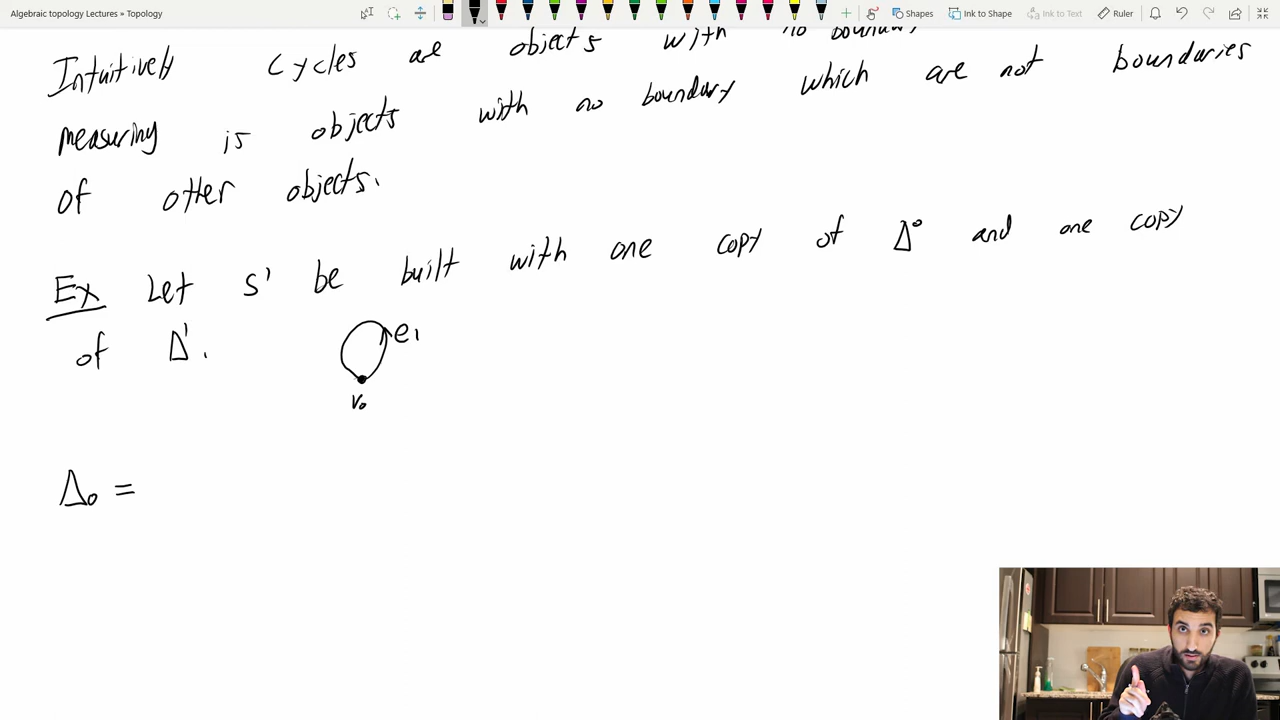 Algebraic topology Lectures » Topology
Shapes Ink to Shape Ink to Text Ruler
Intuitively cycles are objects with no boundary
measuring is objects with no boundary which are not boundaries
of other objects.
Ex Let S¹ be built with one copy of Δ⁰ and one copy
of Δ¹.
e₁
v₀
Δ₀ =